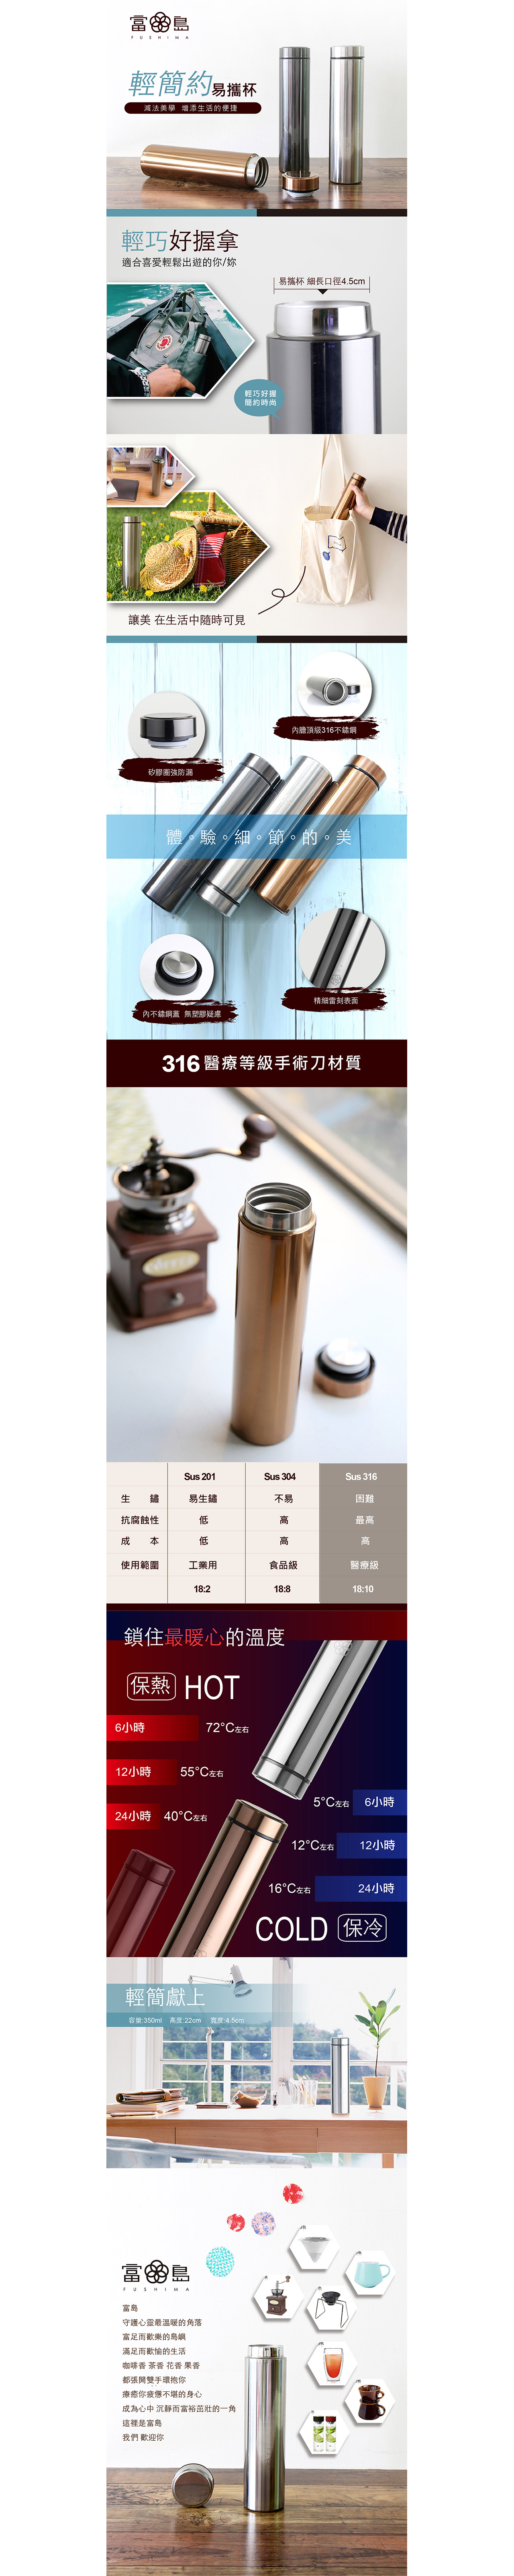 富島
FUSHIMA
輕簡約易攜杯
減法美學 增添生活的便捷
輕巧好握拿
適合喜愛輕鬆出遊的你/妳
易攜杯 細長口徑4.5cm
輕巧好握
簡約時尚
讓美 在生活中隨時可見
內膽頂級316不鏽鋼
矽膠圈強防漏
體。驗。細。節。的。美
精細雷刻表面
內不鏽鋼蓋 無塑膠疑慮
316醫療等級手術刀材質
COFFEE
Sus 201 Sus 304 Sus 316
生鏽 易生鏽 不易 困難
抗腐蝕性 低 高 最高
成本 低 高 高
使用範圍 工業用 食品級 醫療級
18:2 18:8 18:10
鎖住最暖心的溫度
保熱 HOT
6小時 72°C左右
12小時 55°C左右
24小時 40°C左右
5°C左右 6小時
12°C左右 12小時
16°C左右 24小時
COLD 保冷
輕簡獻上
容量:350ml 高度:22cm 寬度:4.5cm
富島
FUSHIMA
富島
守護心靈最溫暖的角落
富足而歡樂的島嶼
滿足而歡愉的生活
咖啡香 茶香 花香 果香
都張開雙手環抱你
療癒你疲憊不堪的身心
成為心中 沉靜而富裕茁壯的一角
這裡是富島
我們 歡迎你